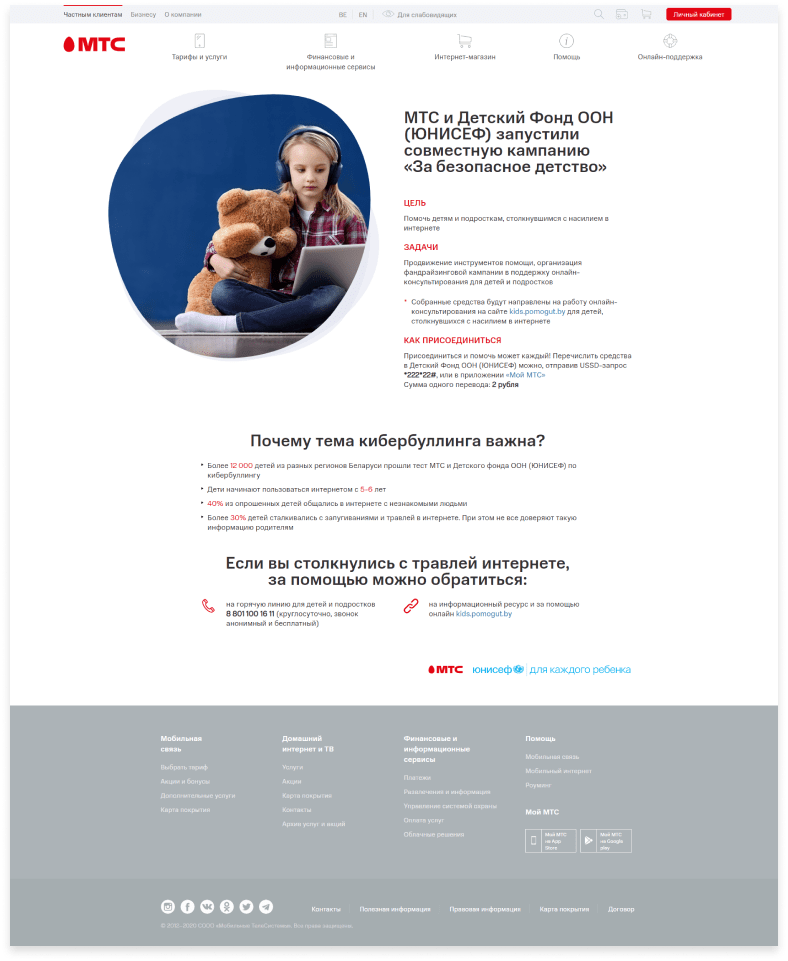 Частным клиентам Бизнесу О компании BE EN Для слабовидящих Личный кабинет
МТС
Тарифы и услуги
Финансовые и
информационные сервисы
Интернет-магазин
Помощь
Онлайн-поддержка
МТС и Детский Фонд ООН
(ЮНИСЕФ) запустили
совместную кампанию
«За безопасное детство»
ЦЕЛЬ
Помочь детям и подросткам, столкнувшимся с насилием в
интернете
ЗАДАЧИ
Продвижение инструментов помощи, организация
фандрайзинговой кампании в поддержку онлайн-
консультирования для детей и подростков
* Собранные средства будут направлены на работу онлайн-
консультирования на сайте kids.pomogut.by для детей,
столкнувшихся с насилием в интернете
КАК ПРИСОЕДИНИТЬСЯ
Присоединиться и помочь может каждый! Перечислить средства
в Детский Фонд ООН (ЮНИСЕФ) можно, отправив USSD-запрос
*222*22#, или в приложении «Мой МТС»
Сумма одного перевода: 2 рубля
Почему тема кибербуллинга важна?
Более 12 000 детей из разных регионов Беларуси прошли тест МТС и Детского фонда ООН (ЮНИСЕФ) по
кибербуллингу
Дети начинают пользоваться интернетом с 5-6 лет
40% из опрошенных детей общались в интернете с незнакомыми людьми
Более 30% детей сталкивались с запугиваниями и травлей в интернете. При этом не все доверяют такую
информацию родителям
Если вы столкнулись с травлей интернете,
за помощью можно обратиться:
на горячую линию для детей и подростков
8 801 100 16 11 (круглосуточно, звонок
анонимный и бесплатный)
на информационный ресурс и за помощью
онлайн kids.pomogut.by
МТС юнисеф для каждого ребенка
Мобильная
связь
Выбрать тариф
Акции и бонусы
Дополнительные услуги
Карта покрытия
Домашний
интернет и ТВ
Услуги
Акции
Карта покрытия
Контакты
Архив услуг и акций
Финансовые и
информационные
сервисы
Платежи
Развлечения и информация
Управление системой охраны
Оплата услуг
Облачные решения
Помощь
Мобильная связь
Мобильный интернет
Роуминг
Мой МТС
Мой МТС
на App
Store
Мой МТС
на Google
play
Контакты Полезная информация Правовая информация Карта покрытия Договор
© 2002-2020 СООО «Мобильные ТелеСистемы». Все права защищены.